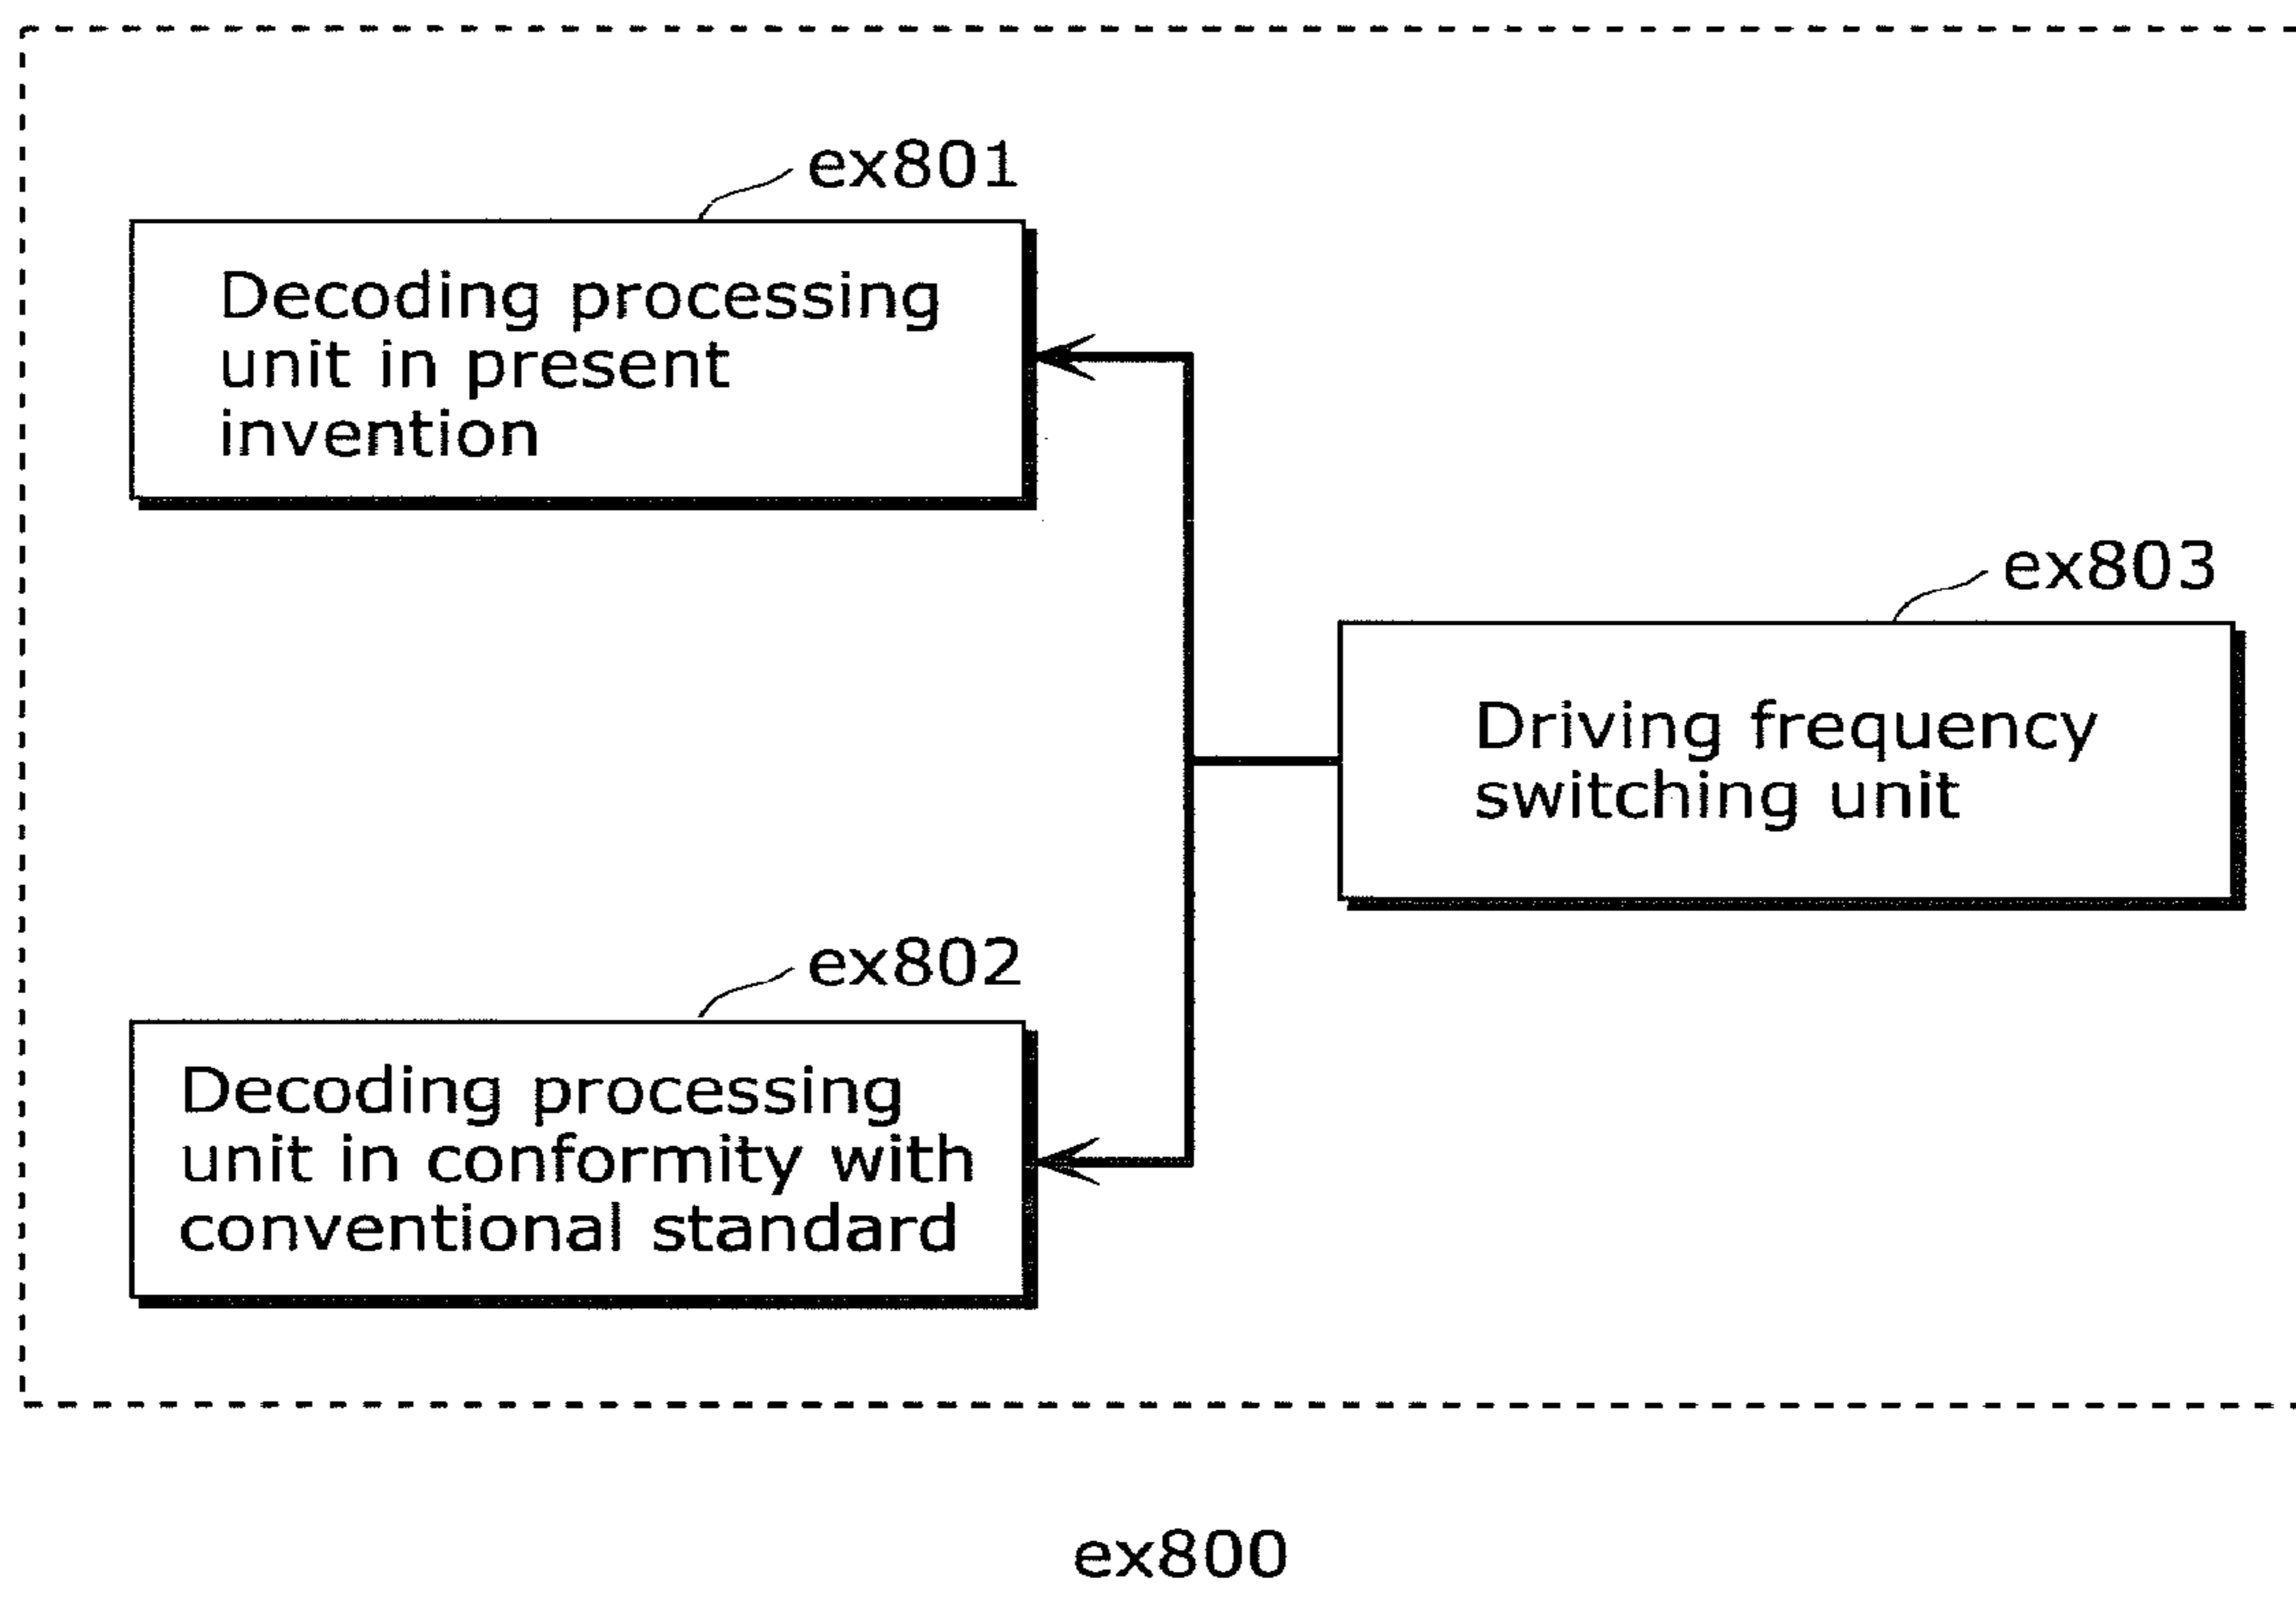 ex801
Decoding processing
unit in present
invention
ex803
Driving frequency
switching unit
ex802
Decoding processing
unit in conformity with
conventional standard
ex800